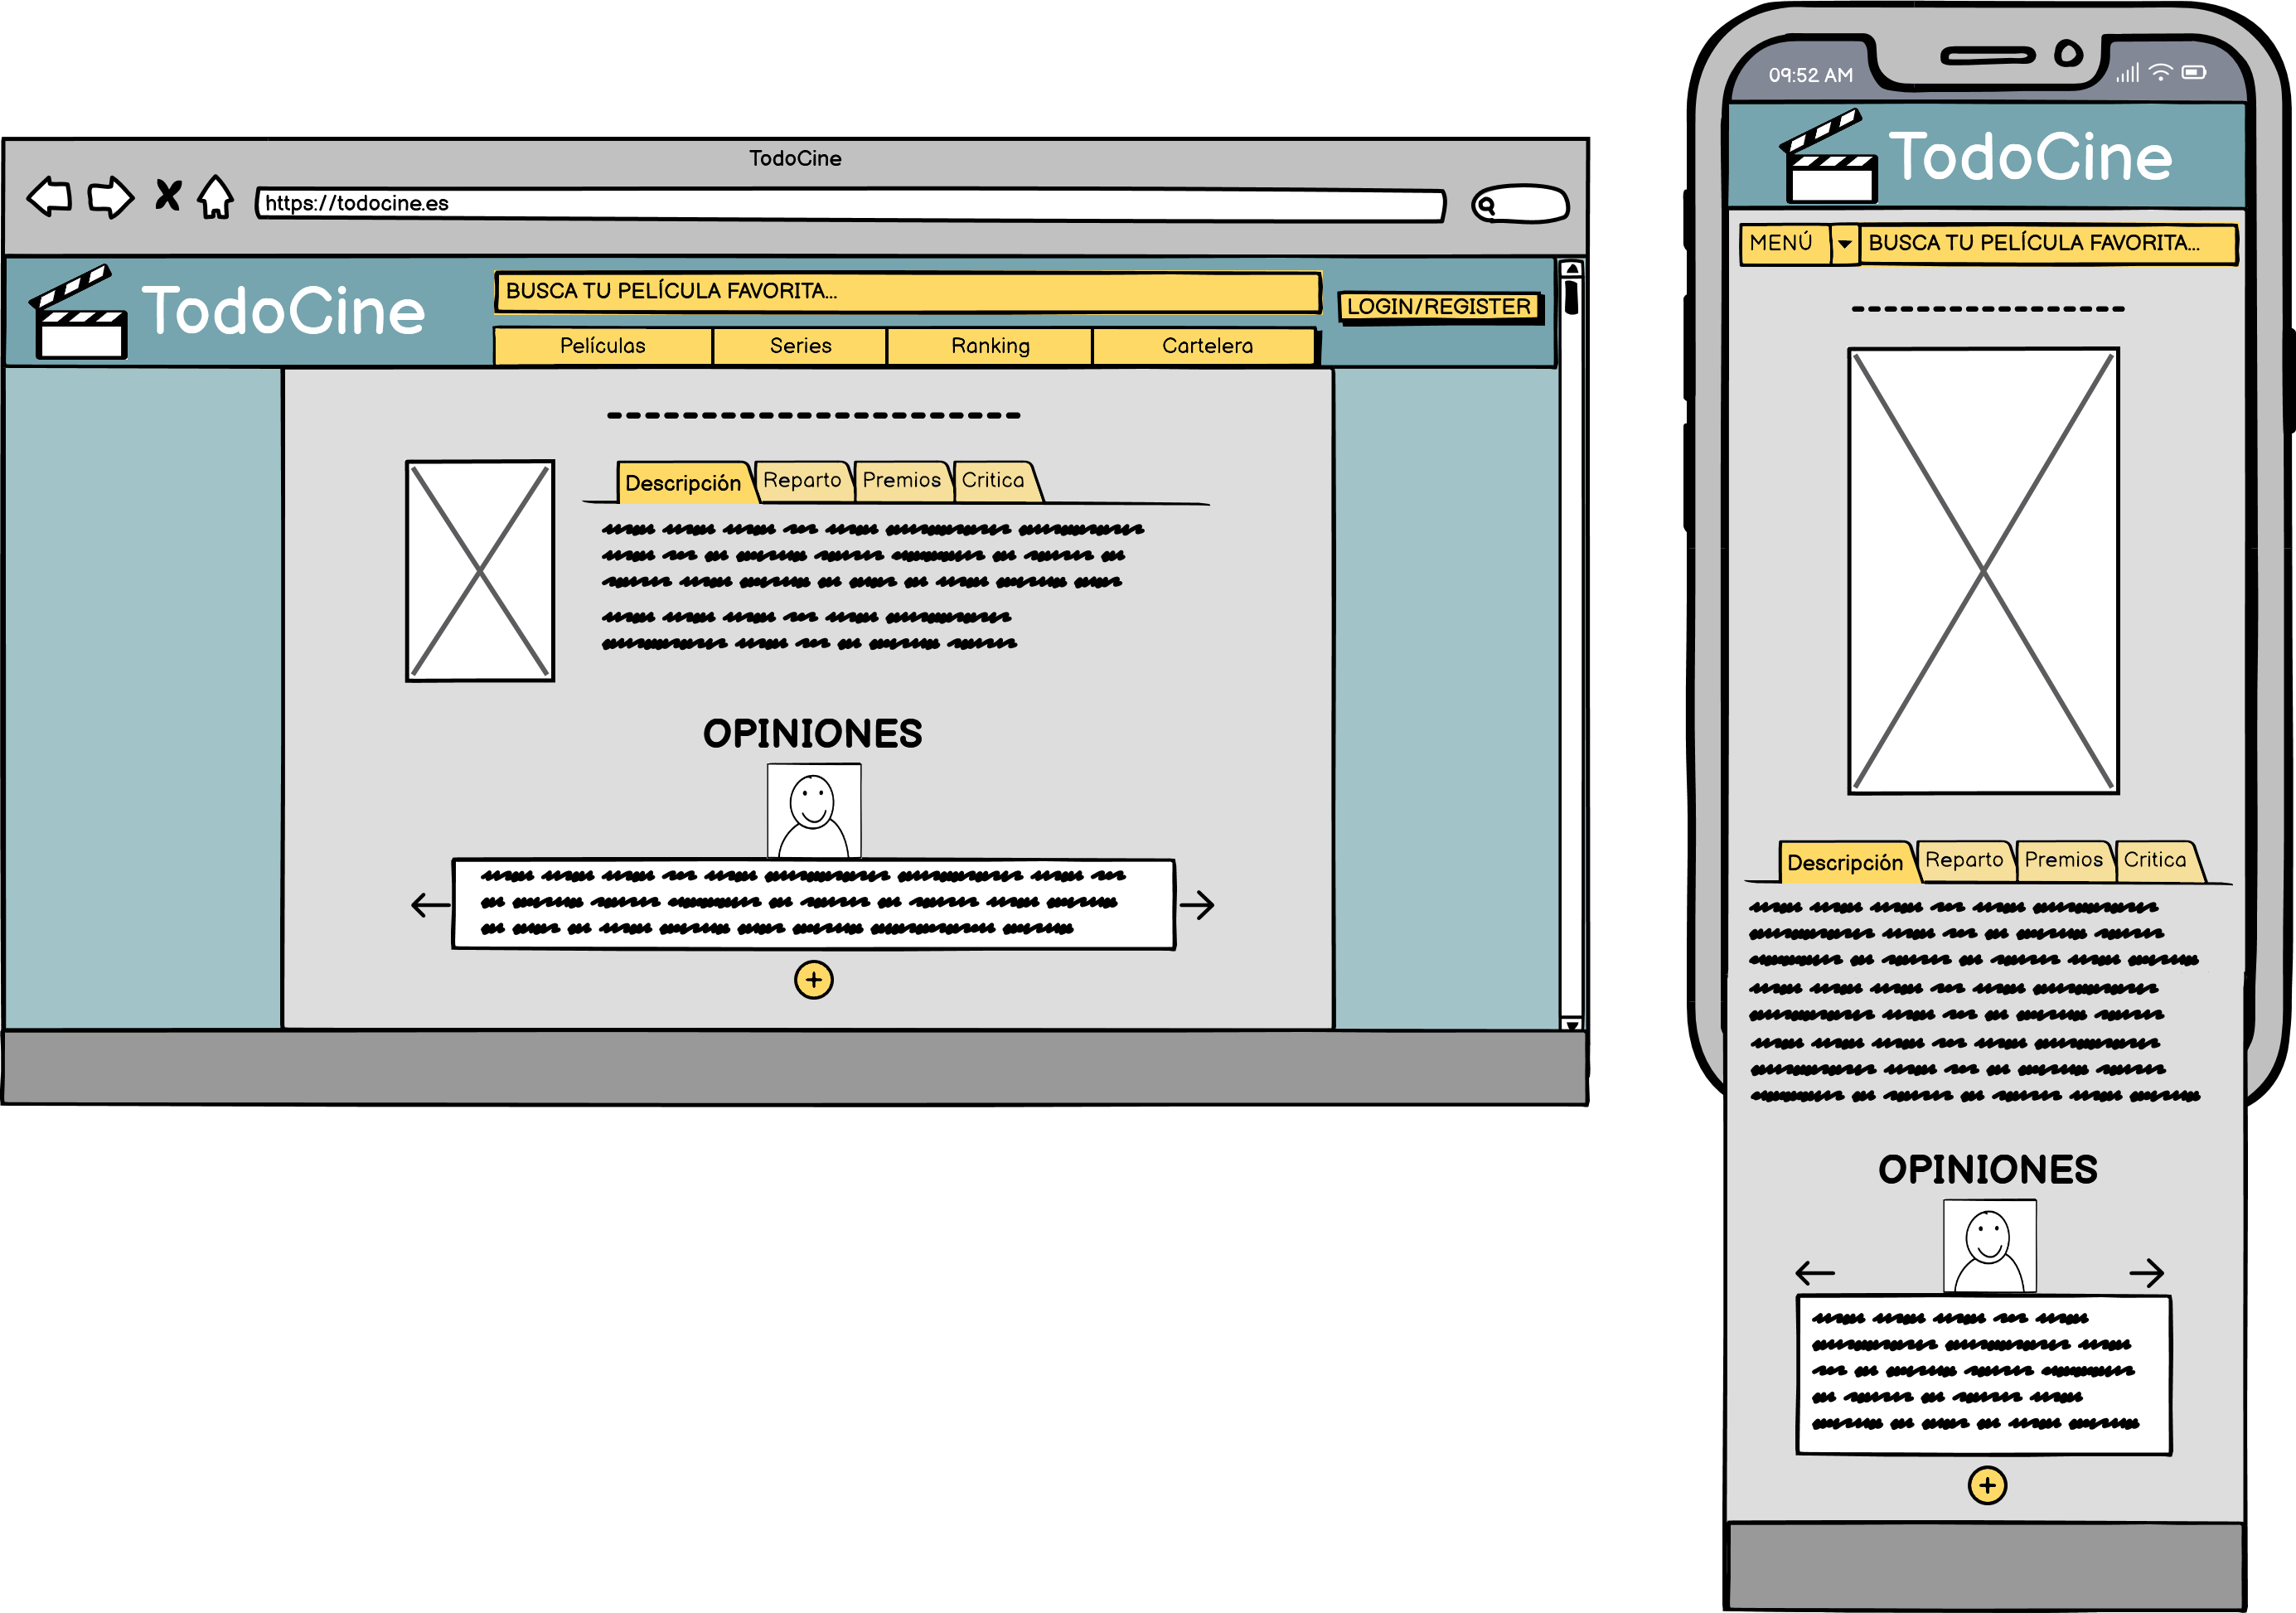 TodoCine
https://todocine.es
TodoCine
BUSCA TU PELÍCULA FAVORITA...
LOGIN/REGISTER
Películas Series Ranking Cartelera
Descripción Reparto Premios Critica
OPINIONES
09:52 AM
TodoCine
MENÚ BUSCA TU PELÍCULA FAVORITA...
Descripción Reparto Premios Critica
OPINIONES